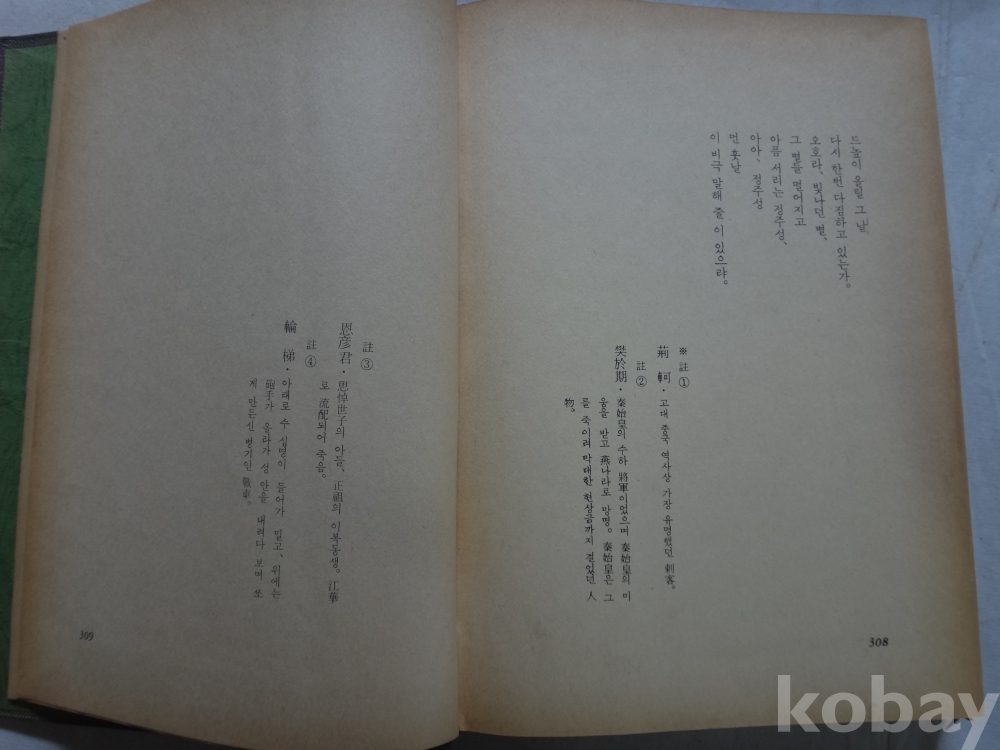 드높이 올릴 그 날
다시 한번 다짐하고 있는가。
오호라、빛나던 별、
그 별들 떨어지고
아픔 서리는 정주성、
아아、정주성
먼 훗날
이 비극 말해 줄 이 있으랴。
※ 註 ①
荊軻・고대 중국 역사상 가장 유명했던 刺客。
註 ②
樊於期・秦始皇의 수하 將軍이었으며 秦始皇의 미
움을 받고 燕나라로 망명。秦始皇은 그
를 죽이려 막대한 현상금까지 걸었던 人
物。
308
註 ③
恩彦君・思悼世子의 아들、正祖의 이복동생。江華
로 流配되어 죽음。
註 ④
輪梯・아래로 수 십명이 들어가 밀고、위에는
砲手가 올라가 성 안을 내려다 보며 쏘
게 만든신 병기인 戰車。
309
kobay